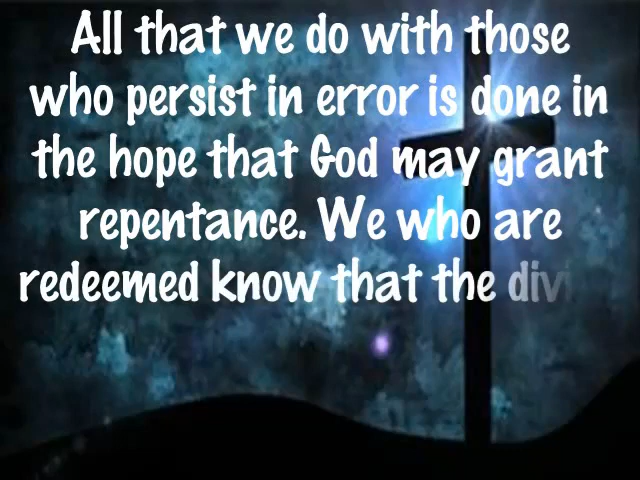 All that we do with those
who persist in error is done in
the hope that God may grant
repentance. We who are
redeemed know that the